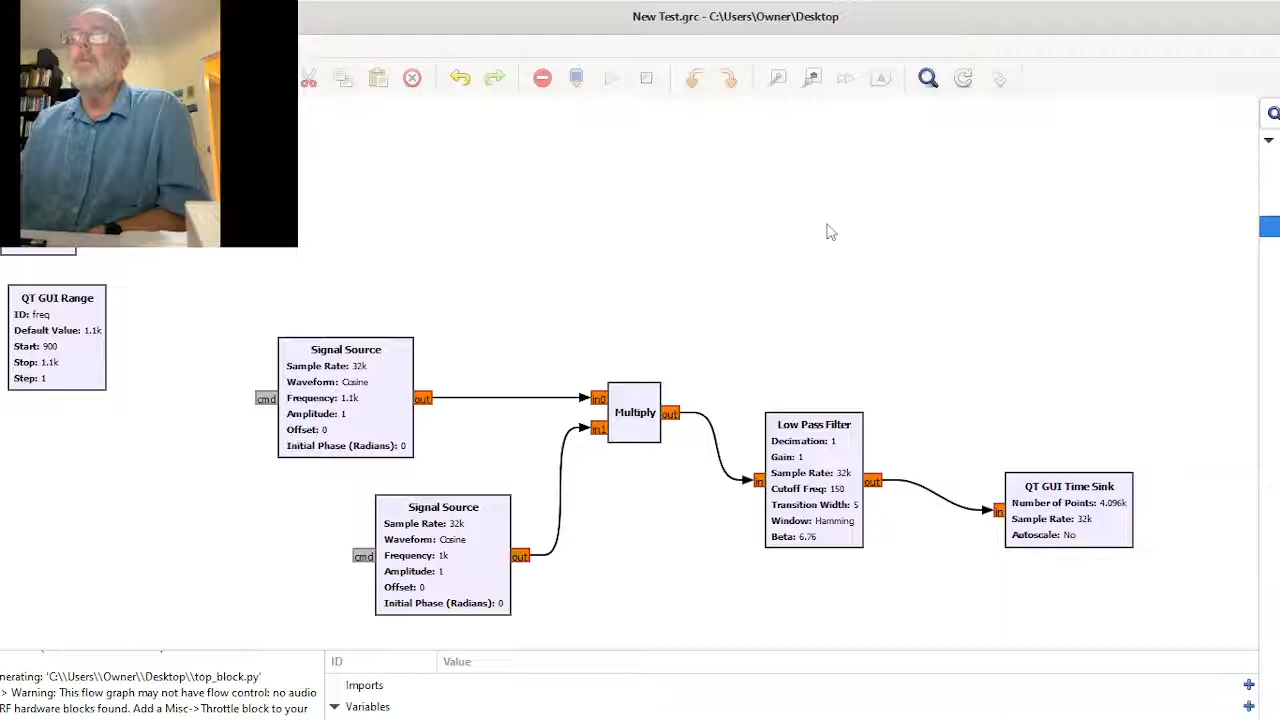 New Test.grc - C:\Users\Owner\Desktop
QT GUI Range
ID: freq
Default Value: 1.1k
Start: 900
Stop: 1.1k
Step: 1
Signal Source
Sample Rate: 32k
Waveform: Cosine
Frequency: 1.1k
Amplitude: 1
Offset: 0
Initial Phase (Radians): 0
cmd
out
Signal Source
Sample Rate: 32k
Waveform: Cosine
Frequency: 1k
Amplitude: 1
Offset: 0
Initial Phase (Radians): 0
cmd
out
in0
in1
Multiply
out
Low Pass Filter
Decimation: 1
Gain: 1
Sample Rate: 32k
Cutoff Freq: 150
Transition Width: 5
Window: Hamming
Beta: 6.76
in
out
QT GUI Time Sink
Number of Points: 4.096k
Sample Rate: 32k
Autoscale: No
in
nerating: 'C:\\Users\\Owner\\Desktop\\top_block.py'
> Warning: This flow graph may not have flow control: no audio
RF hardware blocks found. Add a Misc->Throttle block to your
ID
Value
Imports
Variables